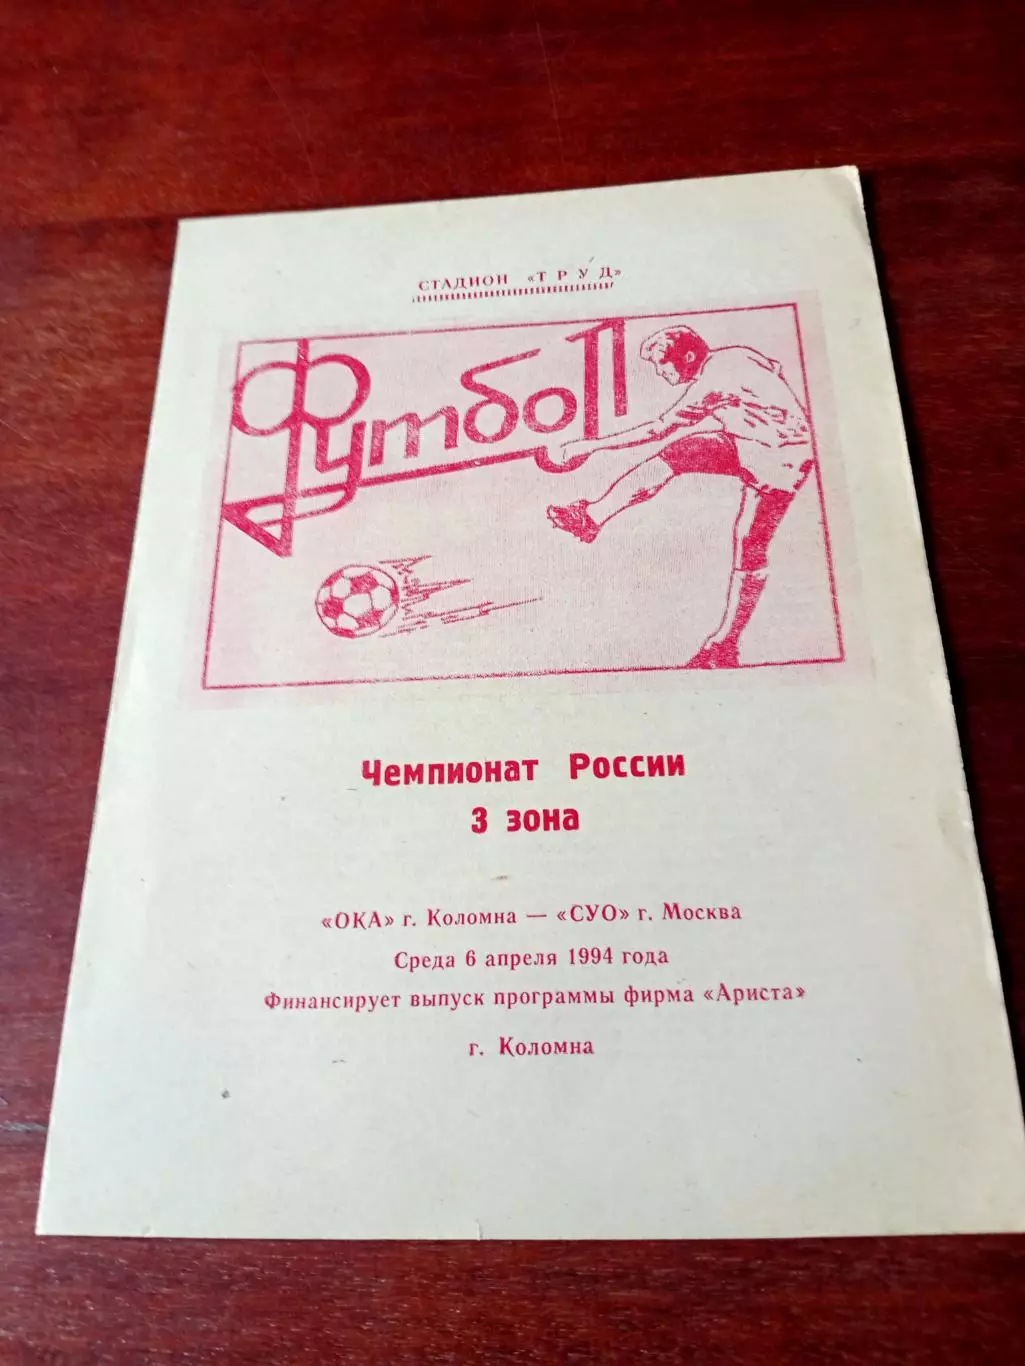 СТАДИОН «ТРУД»
Футбол
Чемпионат России
3 зона
«ОКА» г. Коломна — «СУО» г. Москва
Среда 6 апреля 1994 года
Финансирует выпуск программы фирма «Ариста»
г. Коломна